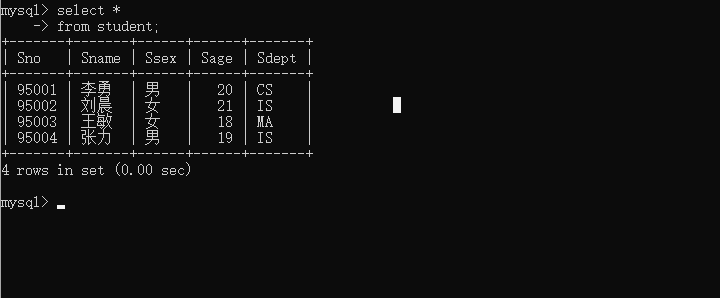 mysql> select *
    -> from student;
+-------+-------+------+------+-------+
| Sno   | Sname | Ssex | Sage | Sdept |
+-------+-------+------+------+-------+
| 95001 | 李勇 | 男 | 20 | CS |
| 95002 | 刘晨 | 女 | 21 | IS |
| 95003 | 王敏 | 女 | 18 | MA |
| 95004 | 张力 | 男 | 19 | IS |
+-------+-------+------+------+-------+
4 rows in set (0.00 sec)
mysql>